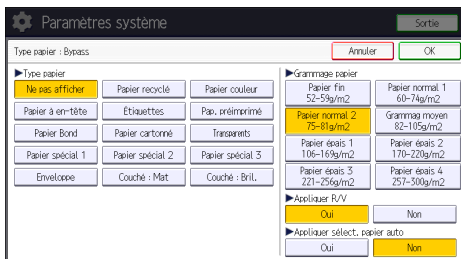 Paramètres système
Sortie
Type papier : Bypass
Annuler
OK
▶Type papier
Ne pas afficher
Papier recyclé
Papier couleur
Papier à en-tête
Étiquettes
Pap. préimprimé
Papier Bond
Papier cartonné
Transparents
Papier spécial 1
Papier spécial 2
Papier spécial 3
Enveloppe
Couché : Mat
Couché : Bril.
▶Grammage papier
Papier fin
52-59g/m2
Papier normal 1
60-74g/m2
Papier normal 2
75-81g/m2
Grammag moyen
82-105g/m2
Papier épais 1
106-169g/m2
Papier épais 2
170-220g/m2
Papier épais 3
221-256g/m2
Papier épais 4
257-300g/m2
▶Appliquer R/V
Oui
Non
▶Appliquer sélect. papier auto
Oui
Non